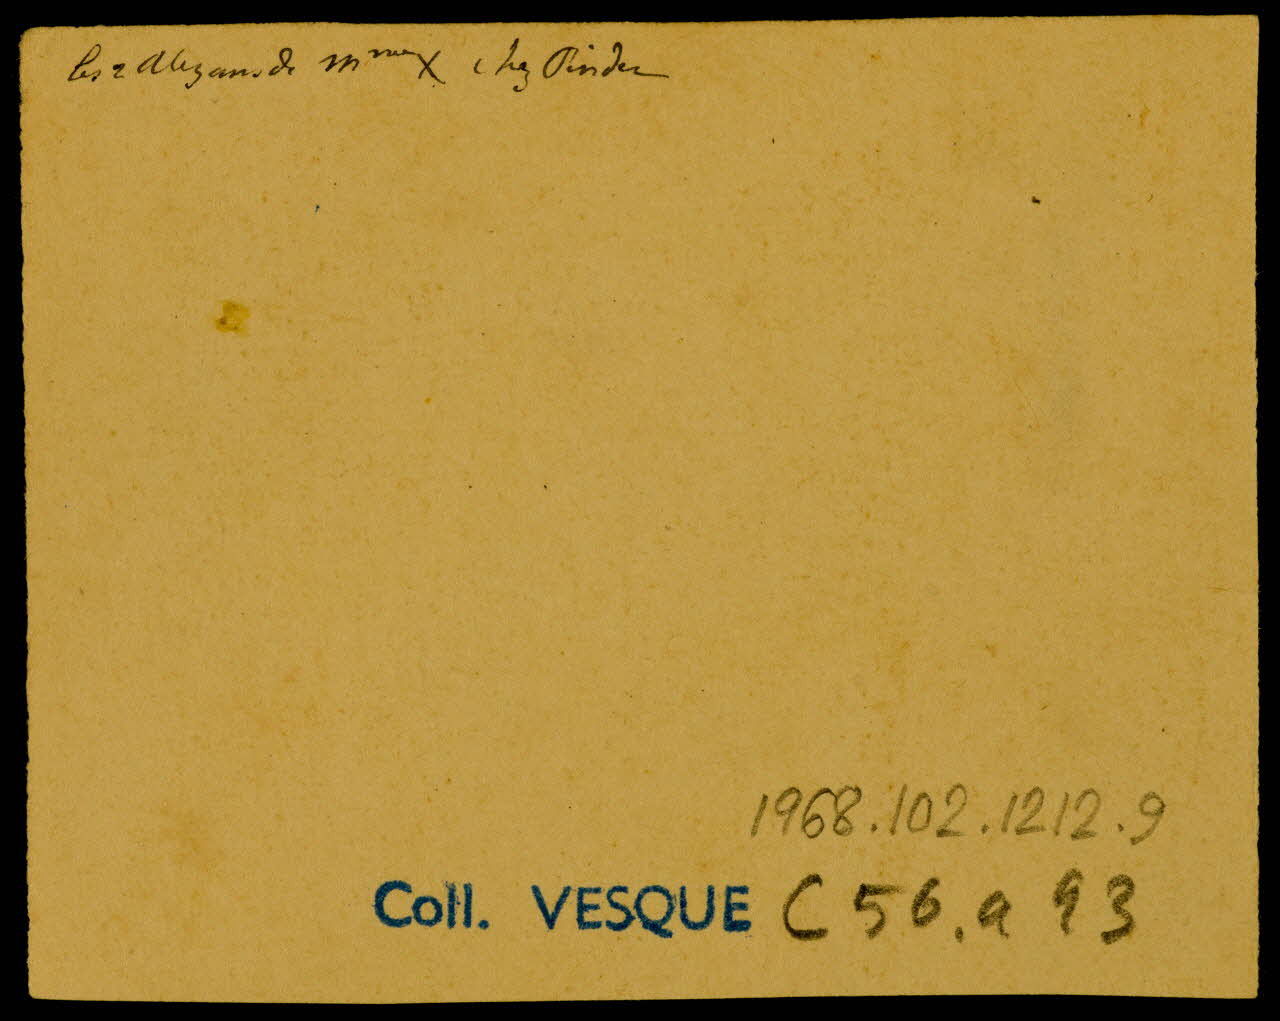 les 2 Alezans de Mme X chez Pinder
1968.102.1212.9
Coll. VESQUE C 56.a 93